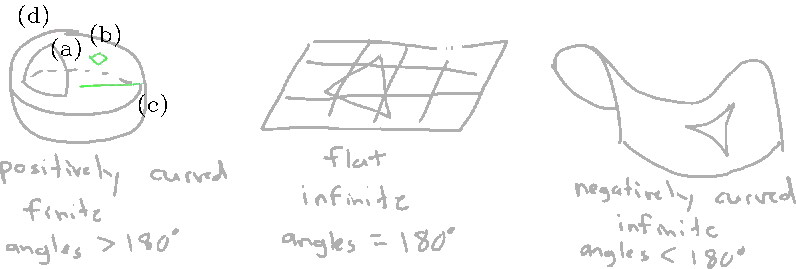 (d)
(b)
(a)
(c)
positively curved
finite
angles > 180°
flat
infinite
angles = 180°
negatively curved
infinite
angles < 180°